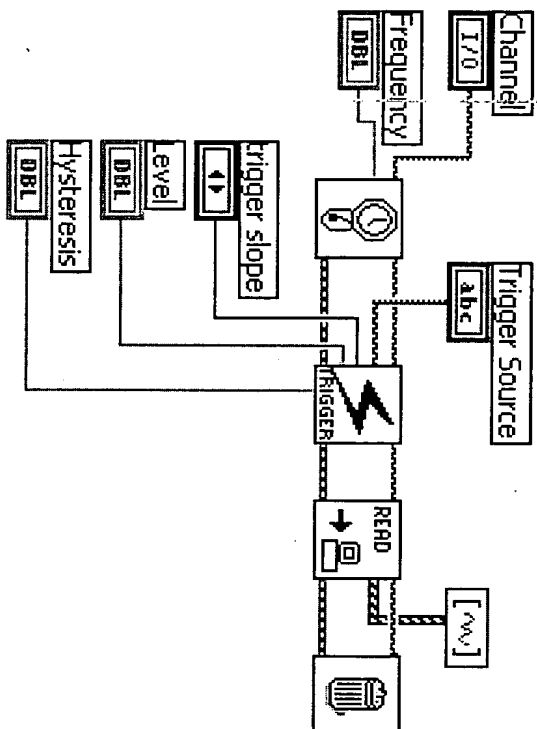 Channel
I/O
Frequency
DBL
Trigger Source
abc
trigger slope
Level
DBL
Hysteresis
DBL
TRIGGER
READ